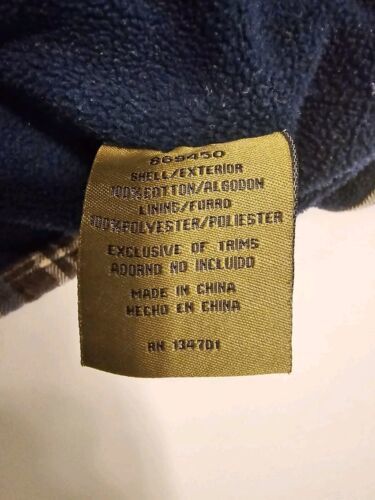 869450
SHELL/EXTERIOR
100%COTTON/ALGODON
LINING/FORRO
100%POLYESTER/POLIESTER
EXCLUSIVE OF TRIMS
ADORNO NO INCLUIDO
MADE IN CHINA
HECHO EN CHINA
RN 134701